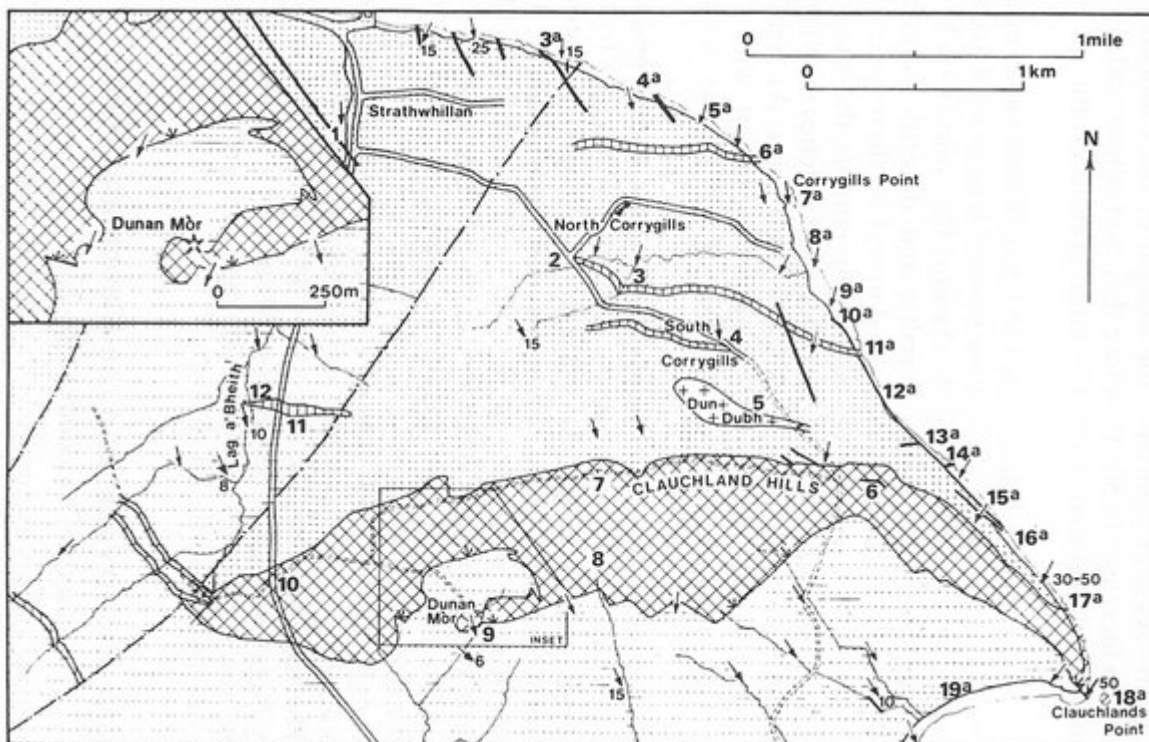 0 1mile
0 1km
N
15
25
3a
15
4a
5a
6a
Strathwhillan
Corrygills Point
7a
8a
North Corrygills
2
3
9a
10a
11a
Dunan Mòr
0 250m
15
South Corrygills
4
12a
Dun Dubh
5
Lag a' Bheith'
12
11
10
8
13a
14a
7
CLAUCHLAND HILLS
6
15a
16a
10
8
30-50
17a
Dunan Mòr
9
INSET
6
15
10
19a
50
18a
Clauchlands Point